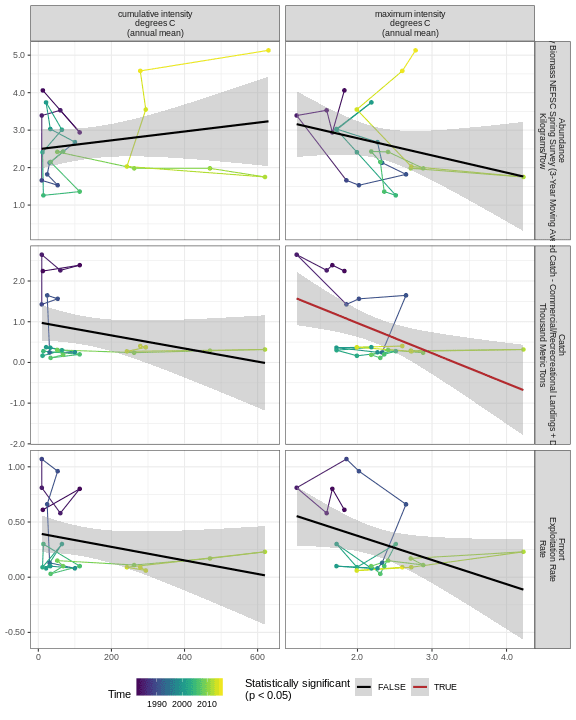 cumulative intensity
degrees C
(annual mean)
maximum intensity
degrees C
(annual mean)
5.0
4.0
3.0
2.0
1.0
Abundance
Biomass NEFSC Spring Survey (3-Year Moving
Kilograms/Tow
2.0
1.0
0.0
-1.0
-2.0
Catch
Catch - Commercial/Recreational Landings +
Thousand Metric Tons
1.00
0.50
0.00
-0.50
Fmort
Exploitation Rate
Rate
0
200
400
600
2.0
3.0
4.0
Time
1990 2000 2010
Statistically significant
(p < 0.05)
FALSE
TRUE